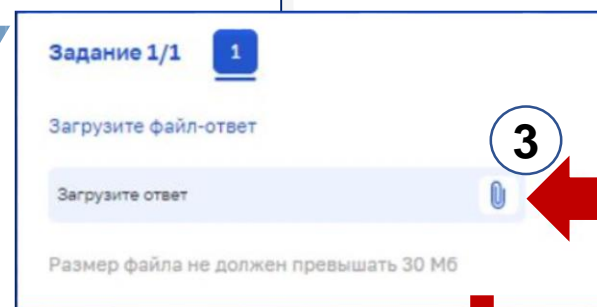 Задание 1/1 1
Загрузите файл-ответ
3
Загрузите ответ
Размер файла не должен превышать 30 Мб